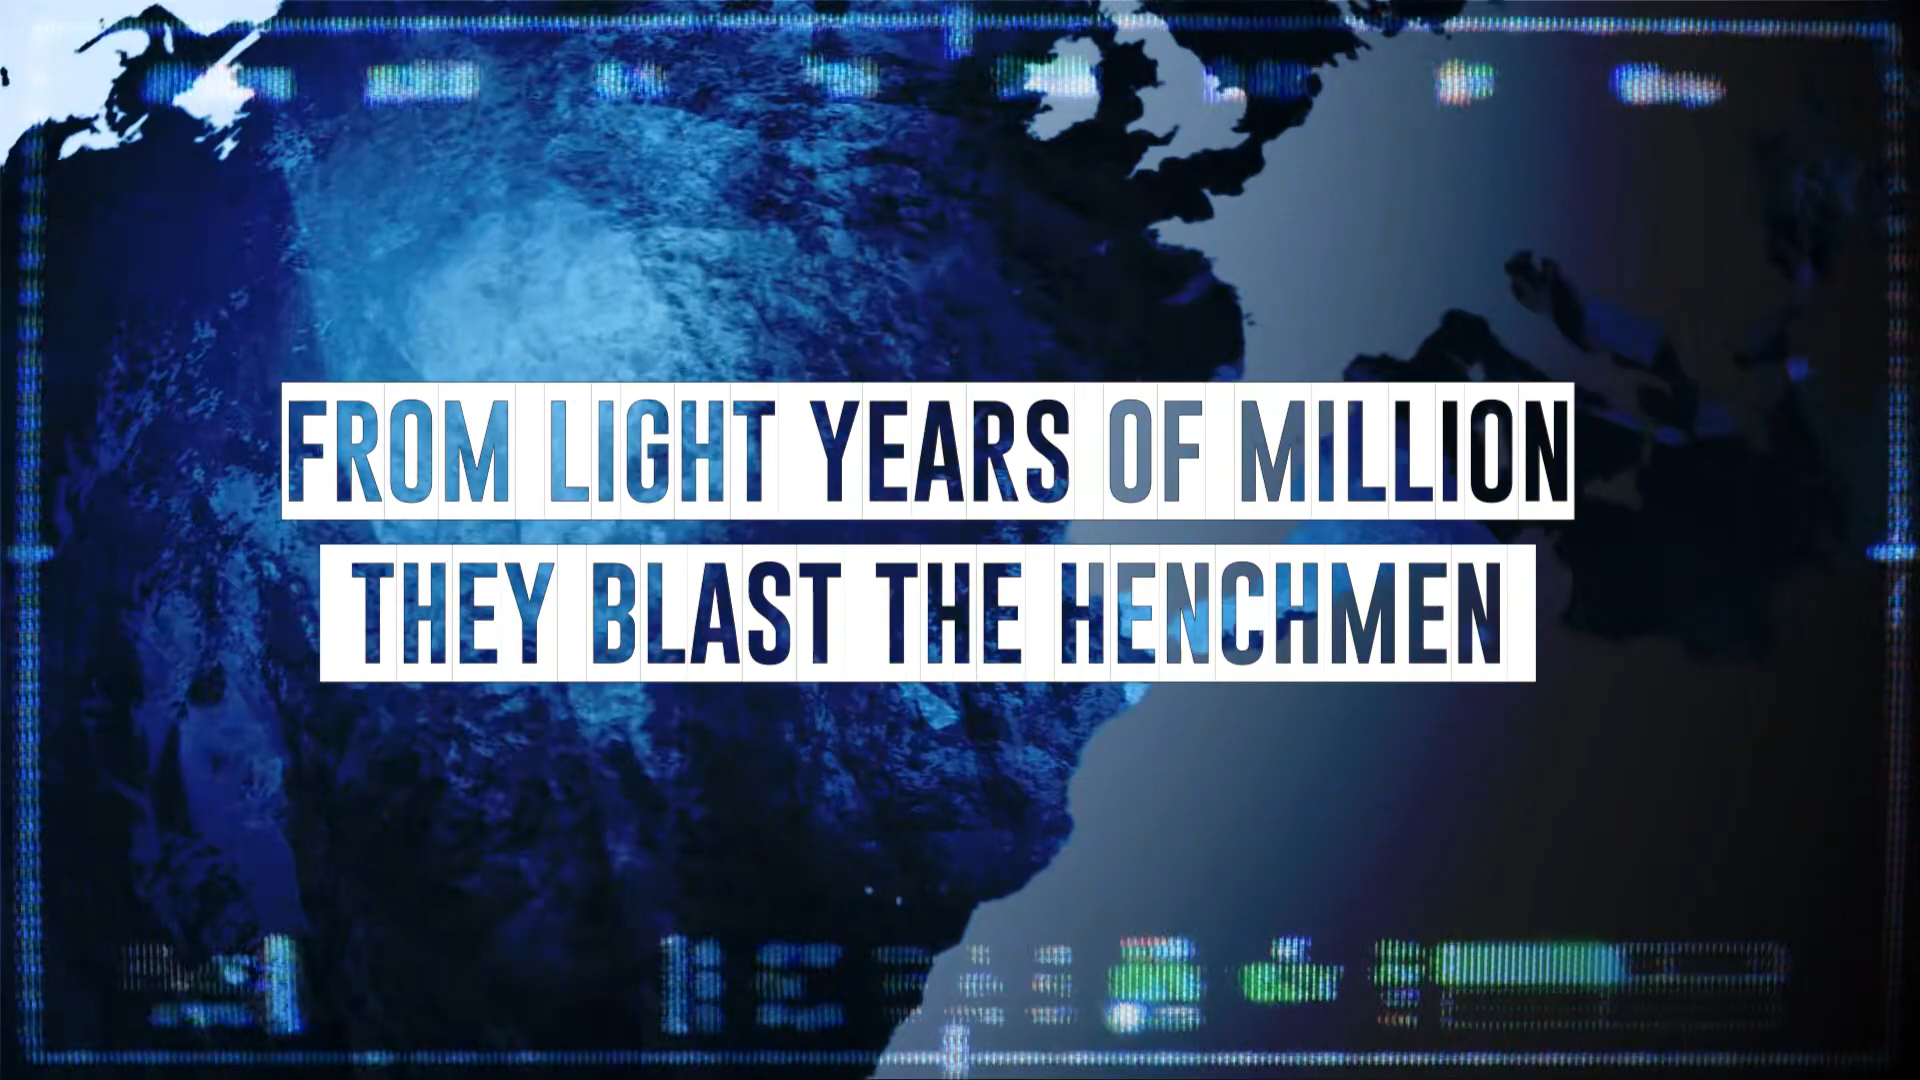 FROM LIGHT YEARS OF MILLION
THEY BLAST THE HENCHMEN